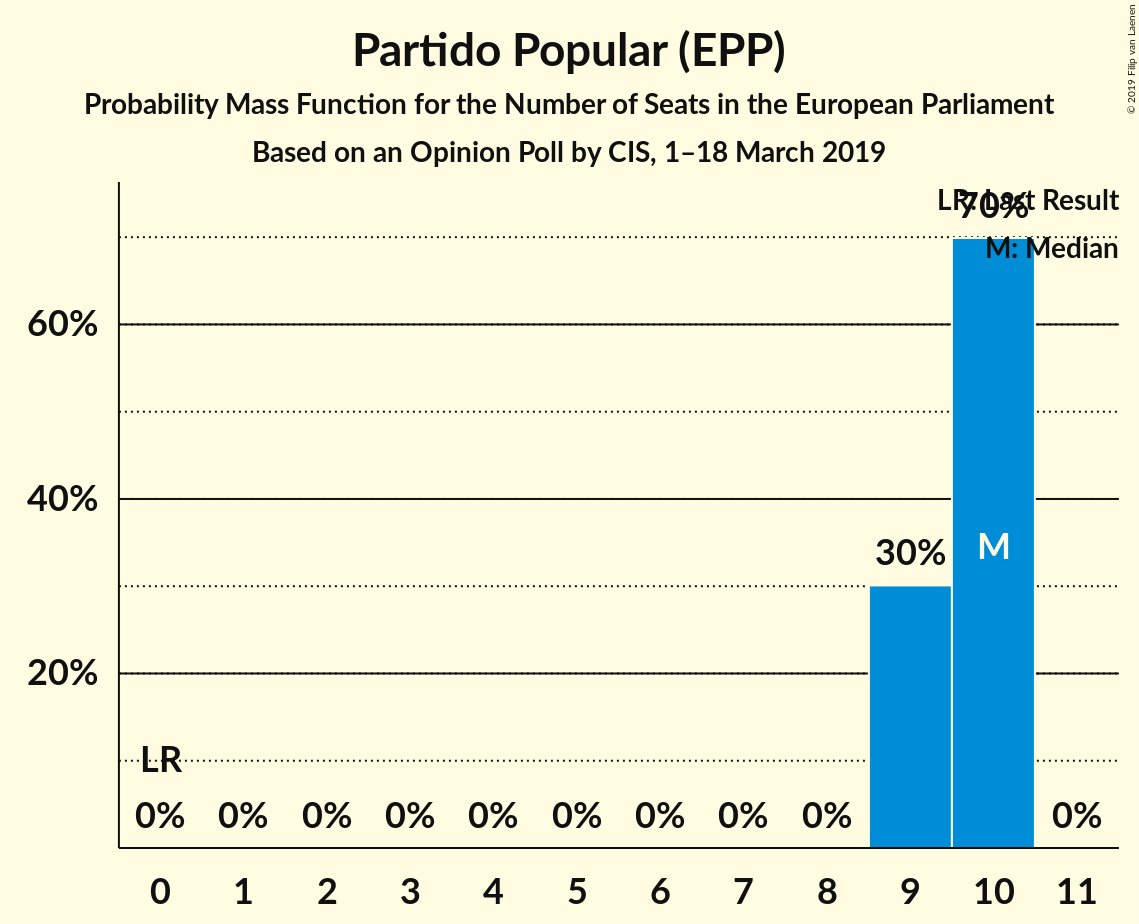 Partido Popular (EPP)
Probability Mass Function for the Number of Seats in the European Parliament
Based on an Opinion Poll by CIS, 1–18 March 2019
© 2019 Filip van Laenen
LR: Last Result
M: Median
70%
60%
40%
20%
30%
M
LR
0% 0% 0% 0% 0% 0% 0% 0% 0% 0%
0 1 2 3 4 5 6 7 8 9 10 11